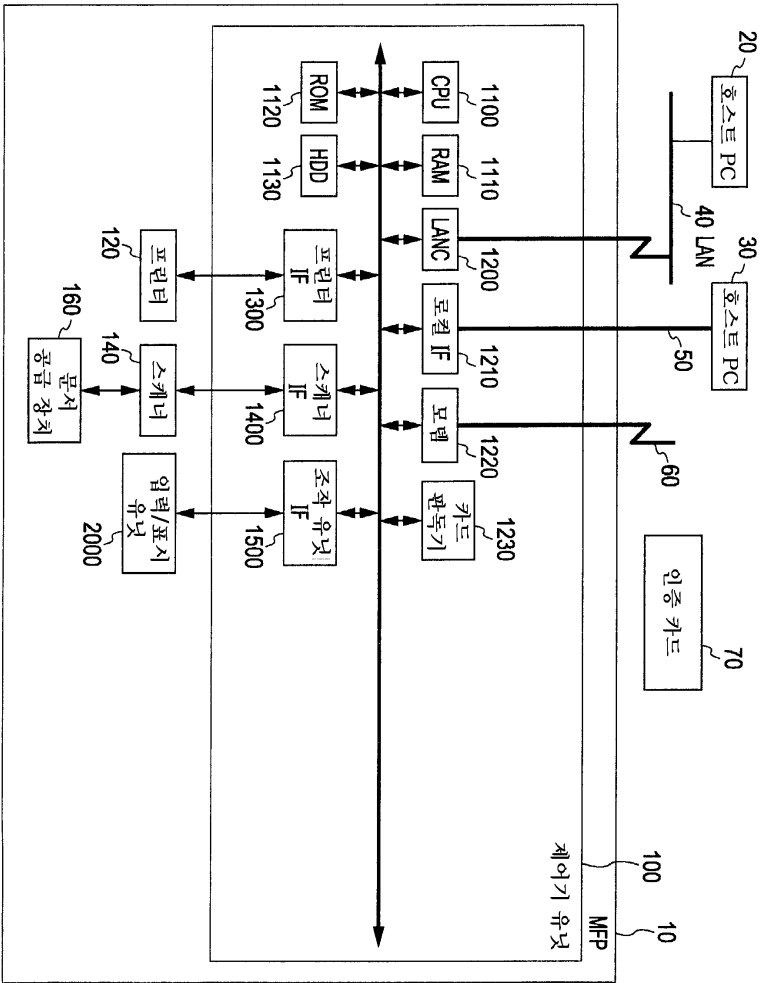 20
호스트 PC
30
호스트 PC
70
인증 카드
40 LAN
50
60
10
MFP
100
제어기 유닛
1100
CPU
1110
RAM
1200
LANC
1210
로컬 IF
1220
모뎀
1230
카드
판독기
ROM
1120
HDD
1130
프린터
IF
1300
스캐너
IF
1400
조작 유닛
IF
1500
120
프린터
140
스캐너
입력/표시
유닛
2000
160
문서
공급 장치